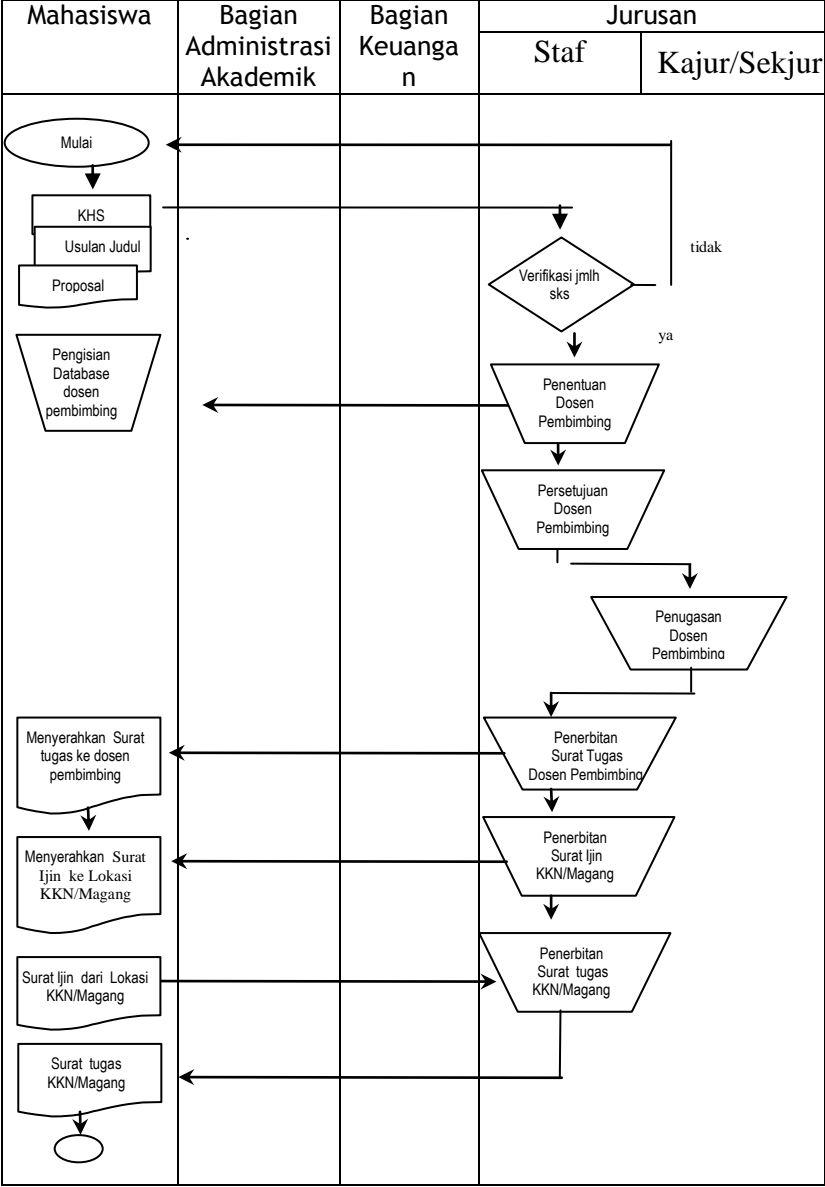 Mahasiswa
Bagian
Administrasi
Akademik
Bagian
Keuanga
n
Jurusan
Staf
Kajur/Sekjur
Mulai
KHS
Usulan Judul
Proposal
Verifikasi jmlh
sks
tidak
ya
Pengisian
Database
dosen
pembimbing
Penentuan
Dosen
Pembimbing
Persetujuan
Dosen
Pembimbing
Penugasan
Dosen
Pembimbing
Menyerahkan Surat
tugas ke dosen
pembimbing
Penerbitan
Surat Tugas
Dosen Pembimbing
Menyerahkan Surat
Ijin ke Lokasi
KKN/Magang
Penerbitan
Surat Ijin
KKN/Magang
Surat Ijin dari Lokasi
KKN/Magang
Penerbitan
Surat tugas
KKN/Magang
Surat tugas
KKN/Magang